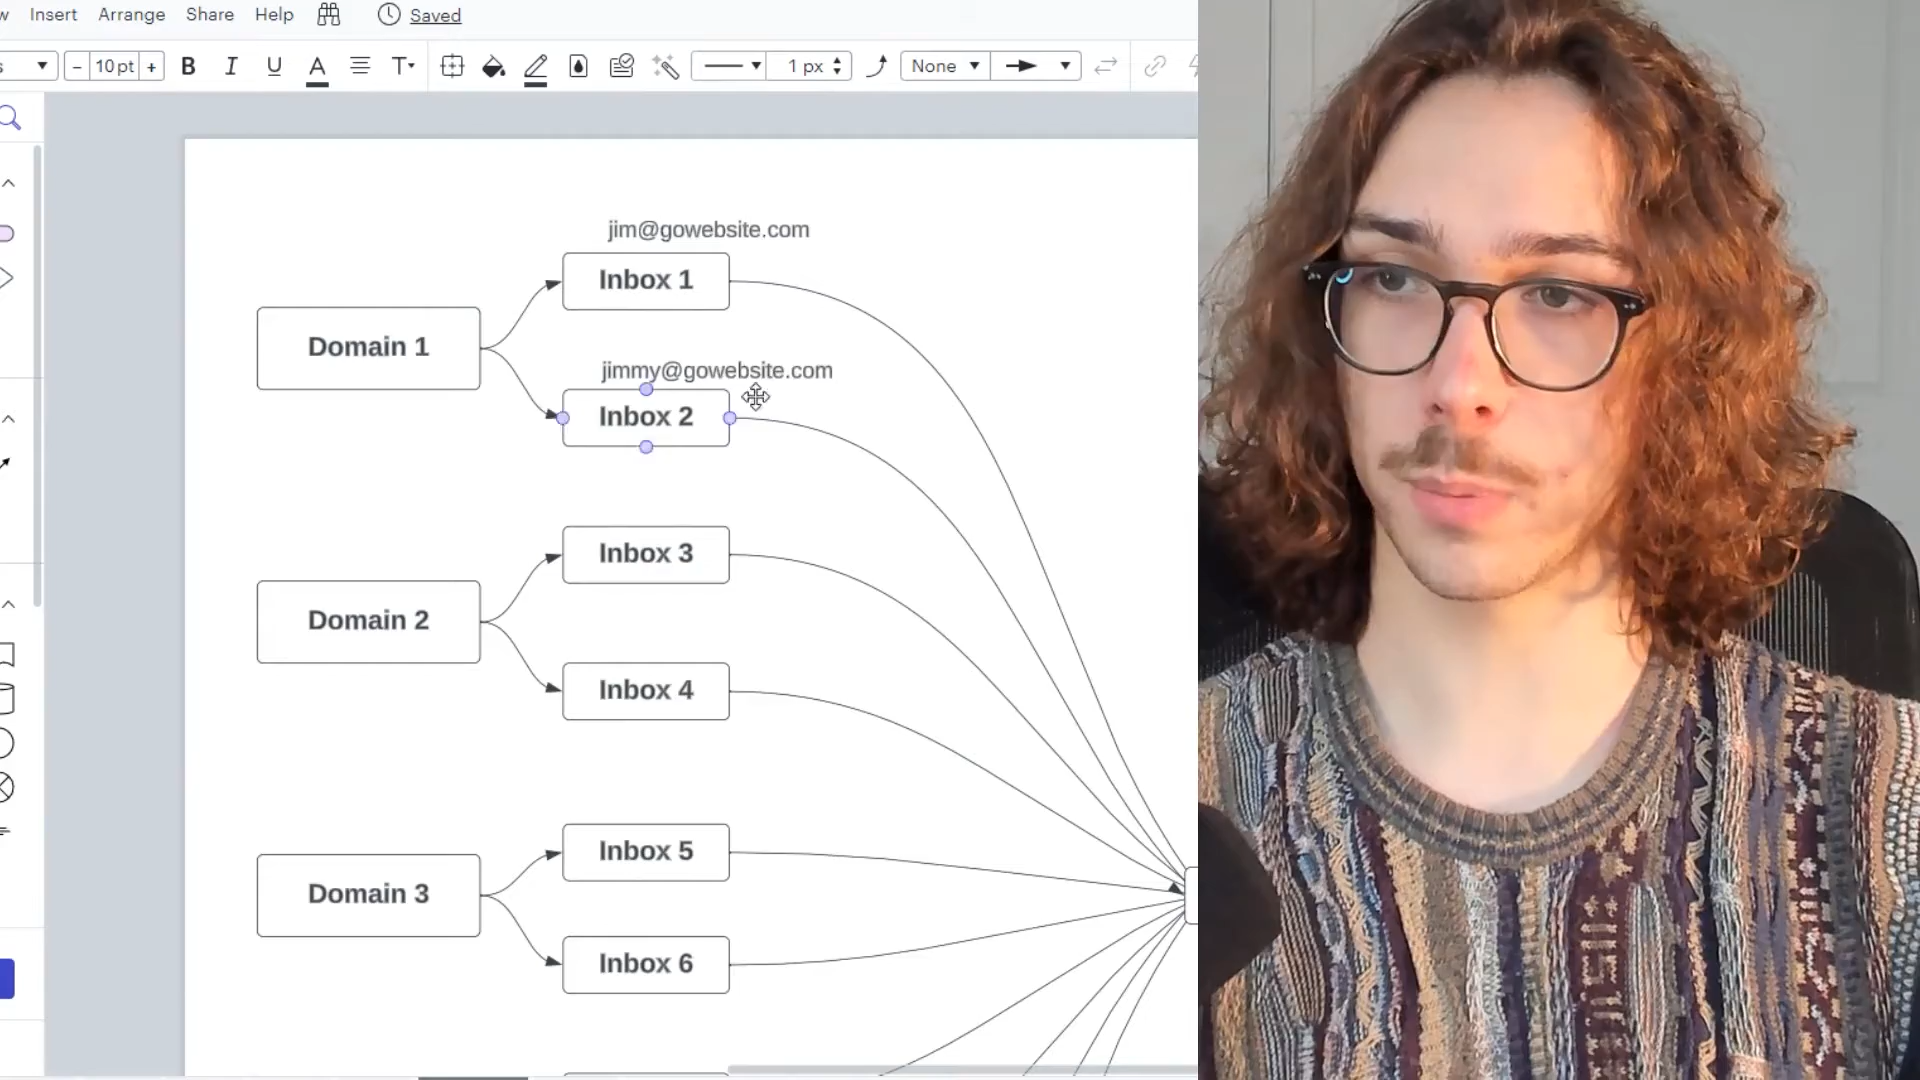 Insert Arrange Share Help Saved
10 pt B I U A T 1 px None
jim@gowebsite.com
Inbox 1
Domain 1
jimmy@gowebsite.com
Inbox 2
Inbox 3
Domain 2
Inbox 4
Inbox 5
Domain 3
Inbox 6